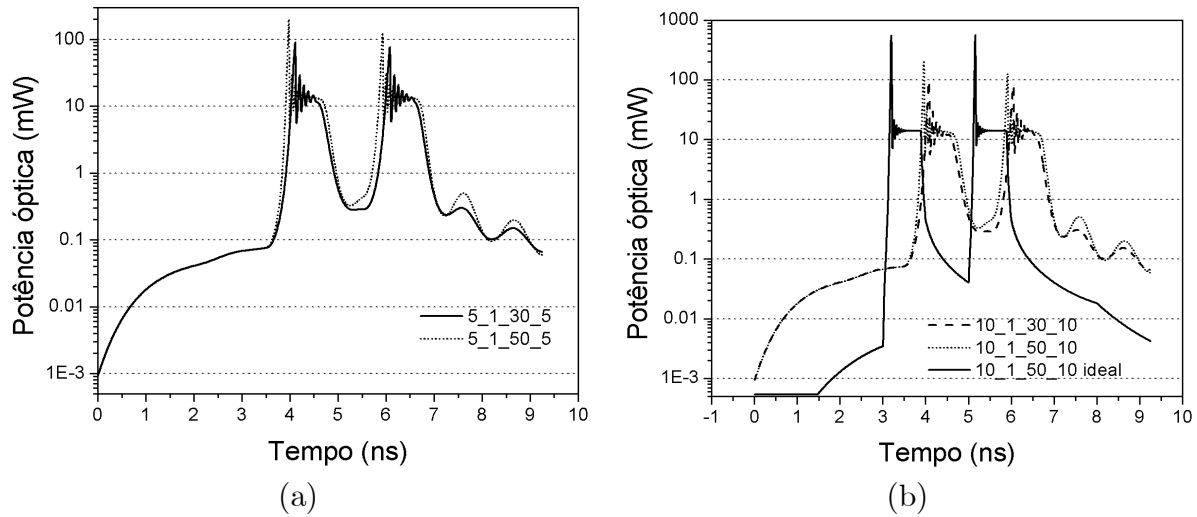 (a)
100
10
1
0.1
0.01
1E-3
Potência óptica (mW)
5_1_30_5
5_1_50_5
0 1 2 3 4 5 6 7 8 9 10
Tempo (ns)
(a)
(b)
1000
100
10
1
0.1
0.01
1E-3
Potência óptica (mW)
10_1_30_10
10_1_50_10
10_1_50_10 ideal
-1 0 1 2 3 4 5 6 7 8 9 10
Tempo (ns)
(b)